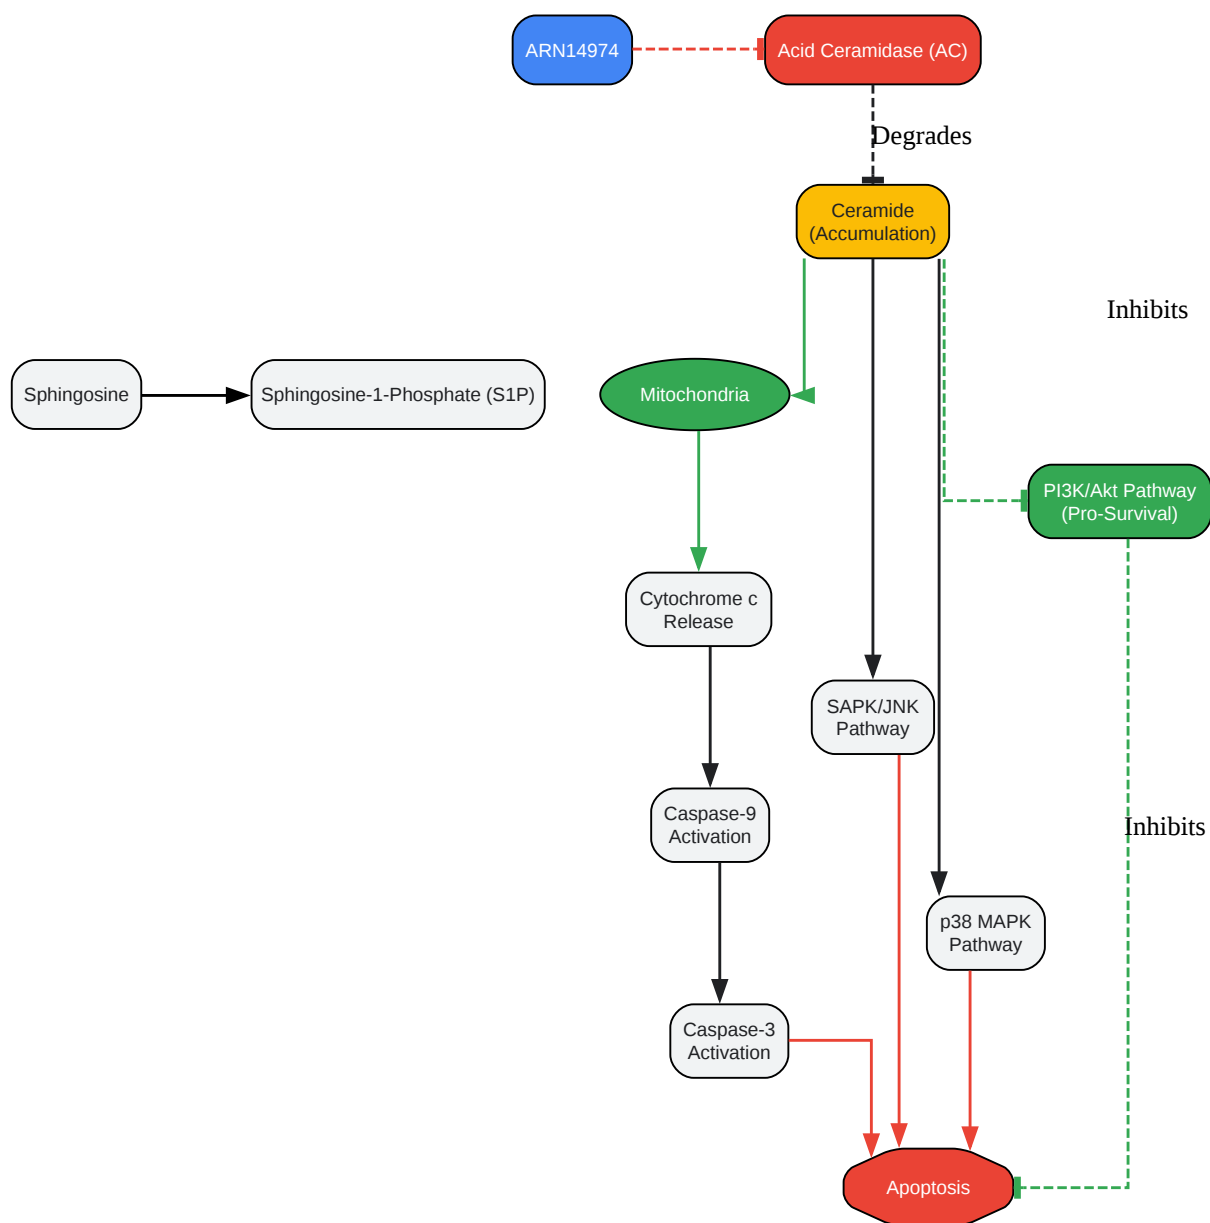 ARN14974
Acid Ceramidase (AC)
Degrades
Ceramide
(Accumulation)
Inhibits
Sphingosine
Sphingosine-1-Phosphate (S1P)
Mitochondria
PI3K/Akt Pathway
(Pro-Survival)
Cytochrome c
Release
SAPK/JNK
Pathway
Caspase-9
Activation
Inhibits
p38 MAPK
Pathway
Caspase-3
Activation
Apoptosis